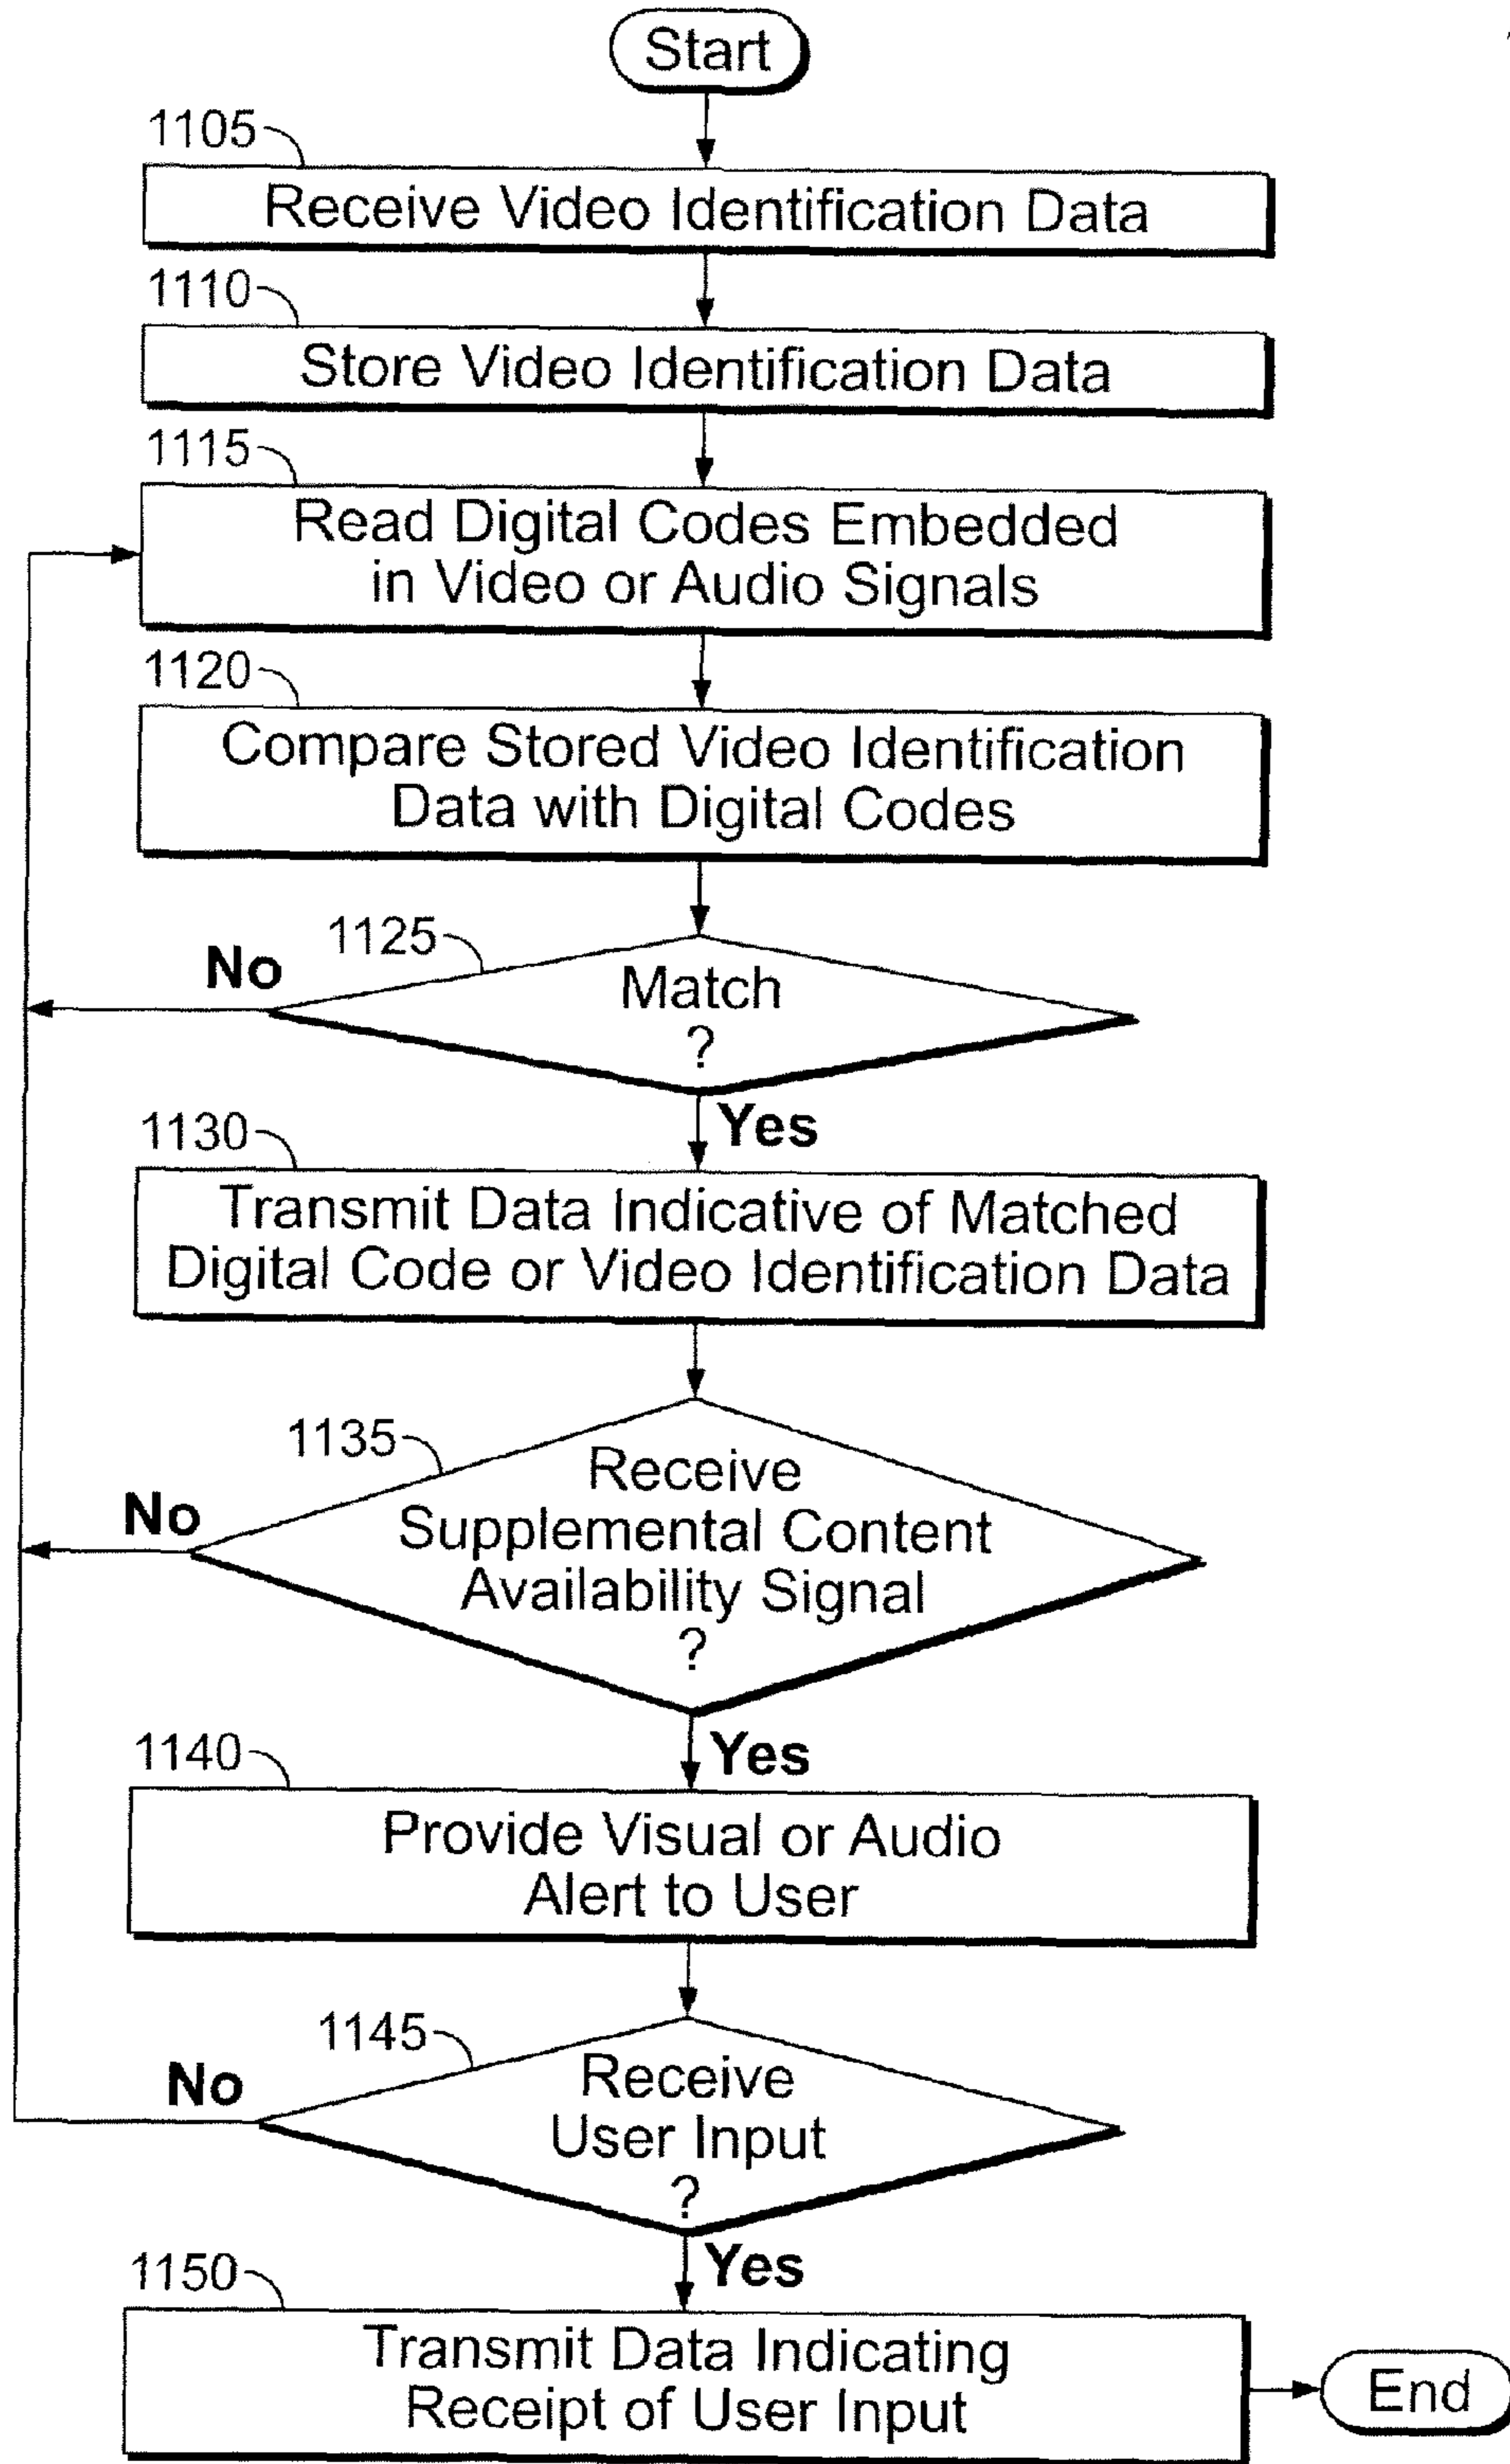 Start
1105
Receive Video Identification Data
1110
Store Video Identification Data
1115
Read Digital Codes Embedded
in Video or Audio Signals
1120
Compare Stored Video Identification
Data with Digital Codes
1125
No
Match
?
Yes
1130
Transmit Data Indicative of Matched
Digital Code or Video Identification Data
1135
No
Receive
Supplemental Content
Availability Signal
?
Yes
1140
Provide Visual or Audio
Alert to User
1145
No
Receive
User Input
?
Yes
1150
Transmit Data Indicating
Receipt of User Input
End